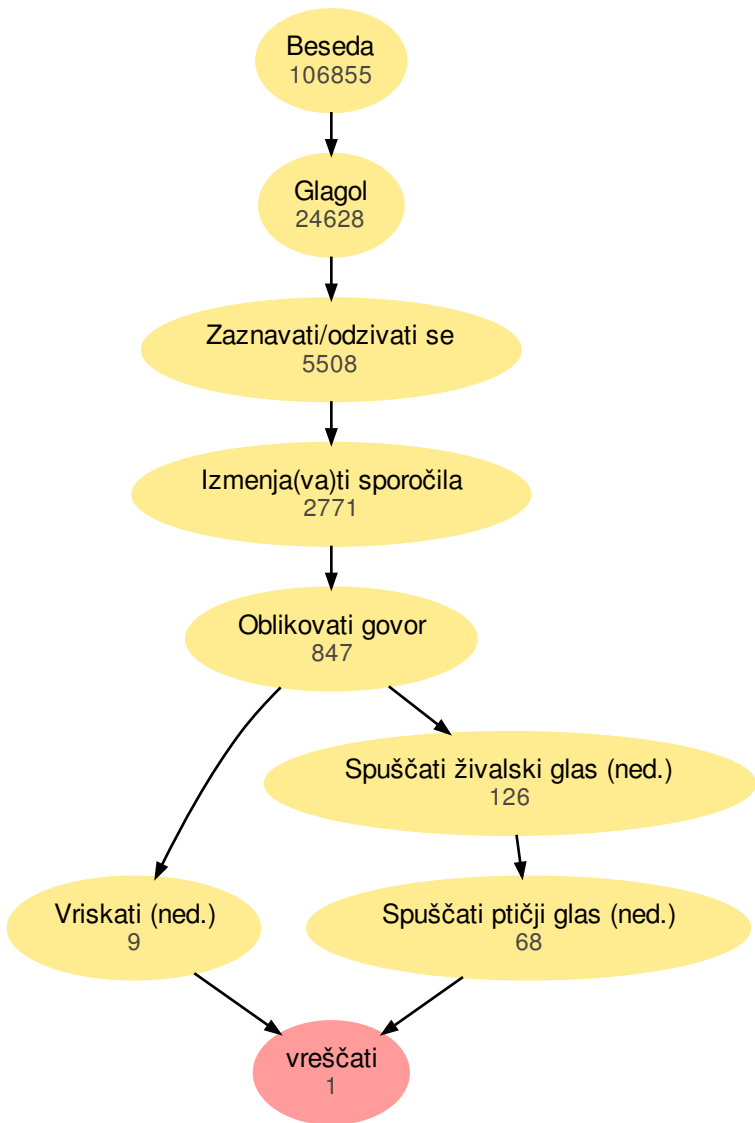 Beseda
106855
Glagol
24628
Zaznavati/odzivati se
5508
Izmenja(va)ti sporočila
2771
Oblikovati govor
847
Spuščati živalski glas (ned.)
126
Vriskati (ned.)
9
Spuščati ptičji glas (ned.)
68
vreščati
1